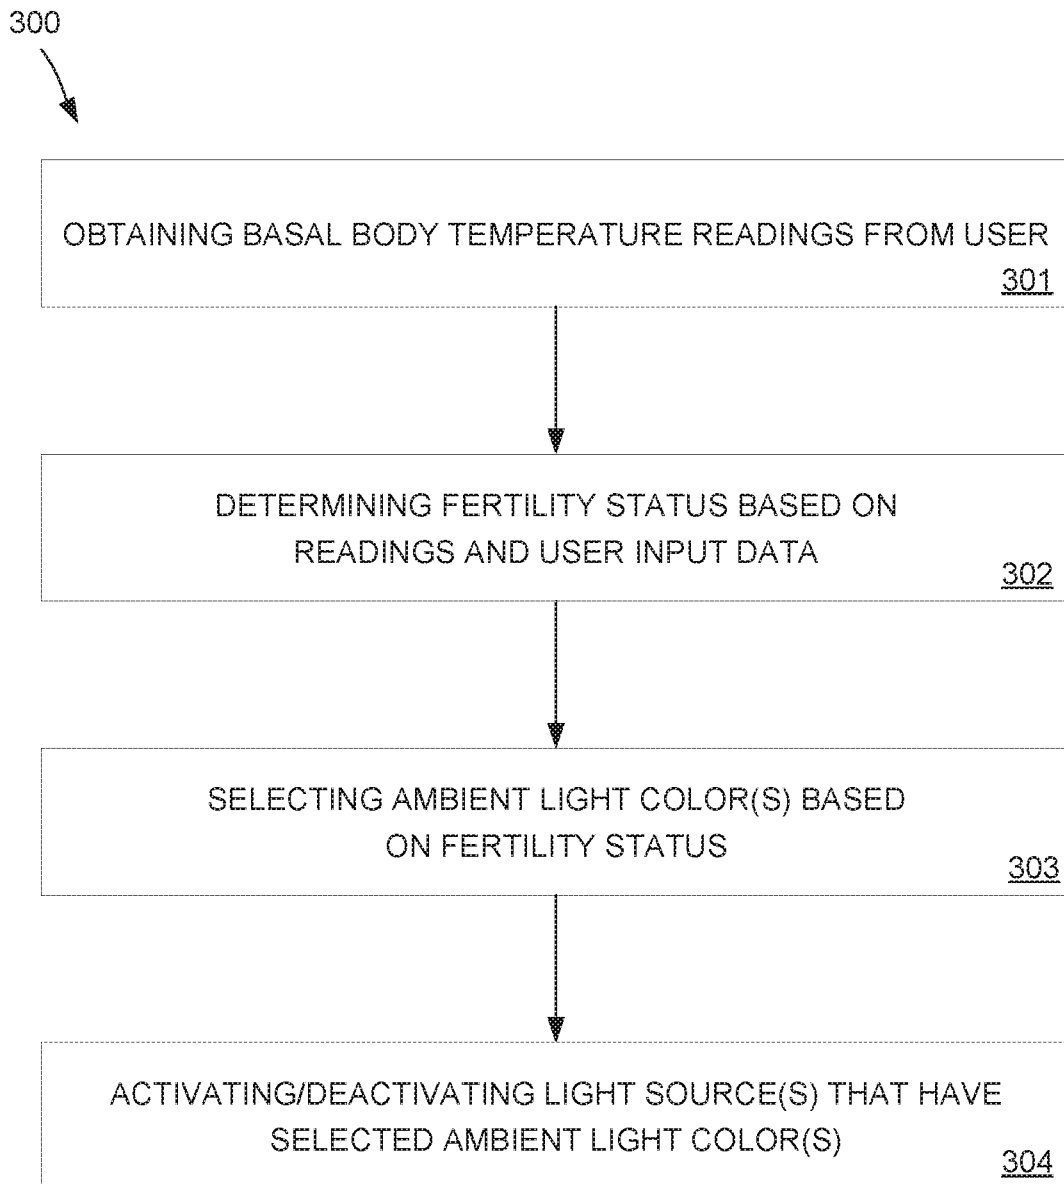 300
OBTAINING BASAL BODY TEMPERATURE READINGS FROM USER
301
DETERMINING FERTILITY STATUS BASED ON
READINGS AND USER INPUT DATA
302
SELECTING AMBIENT LIGHT COLOR(S) BASED
ON FERTILITY STATUS
303
ACTIVATING/DEACTIVATING LIGHT SOURCE(S) THAT HAVE
SELECTED AMBIENT LIGHT COLOR(S)
304